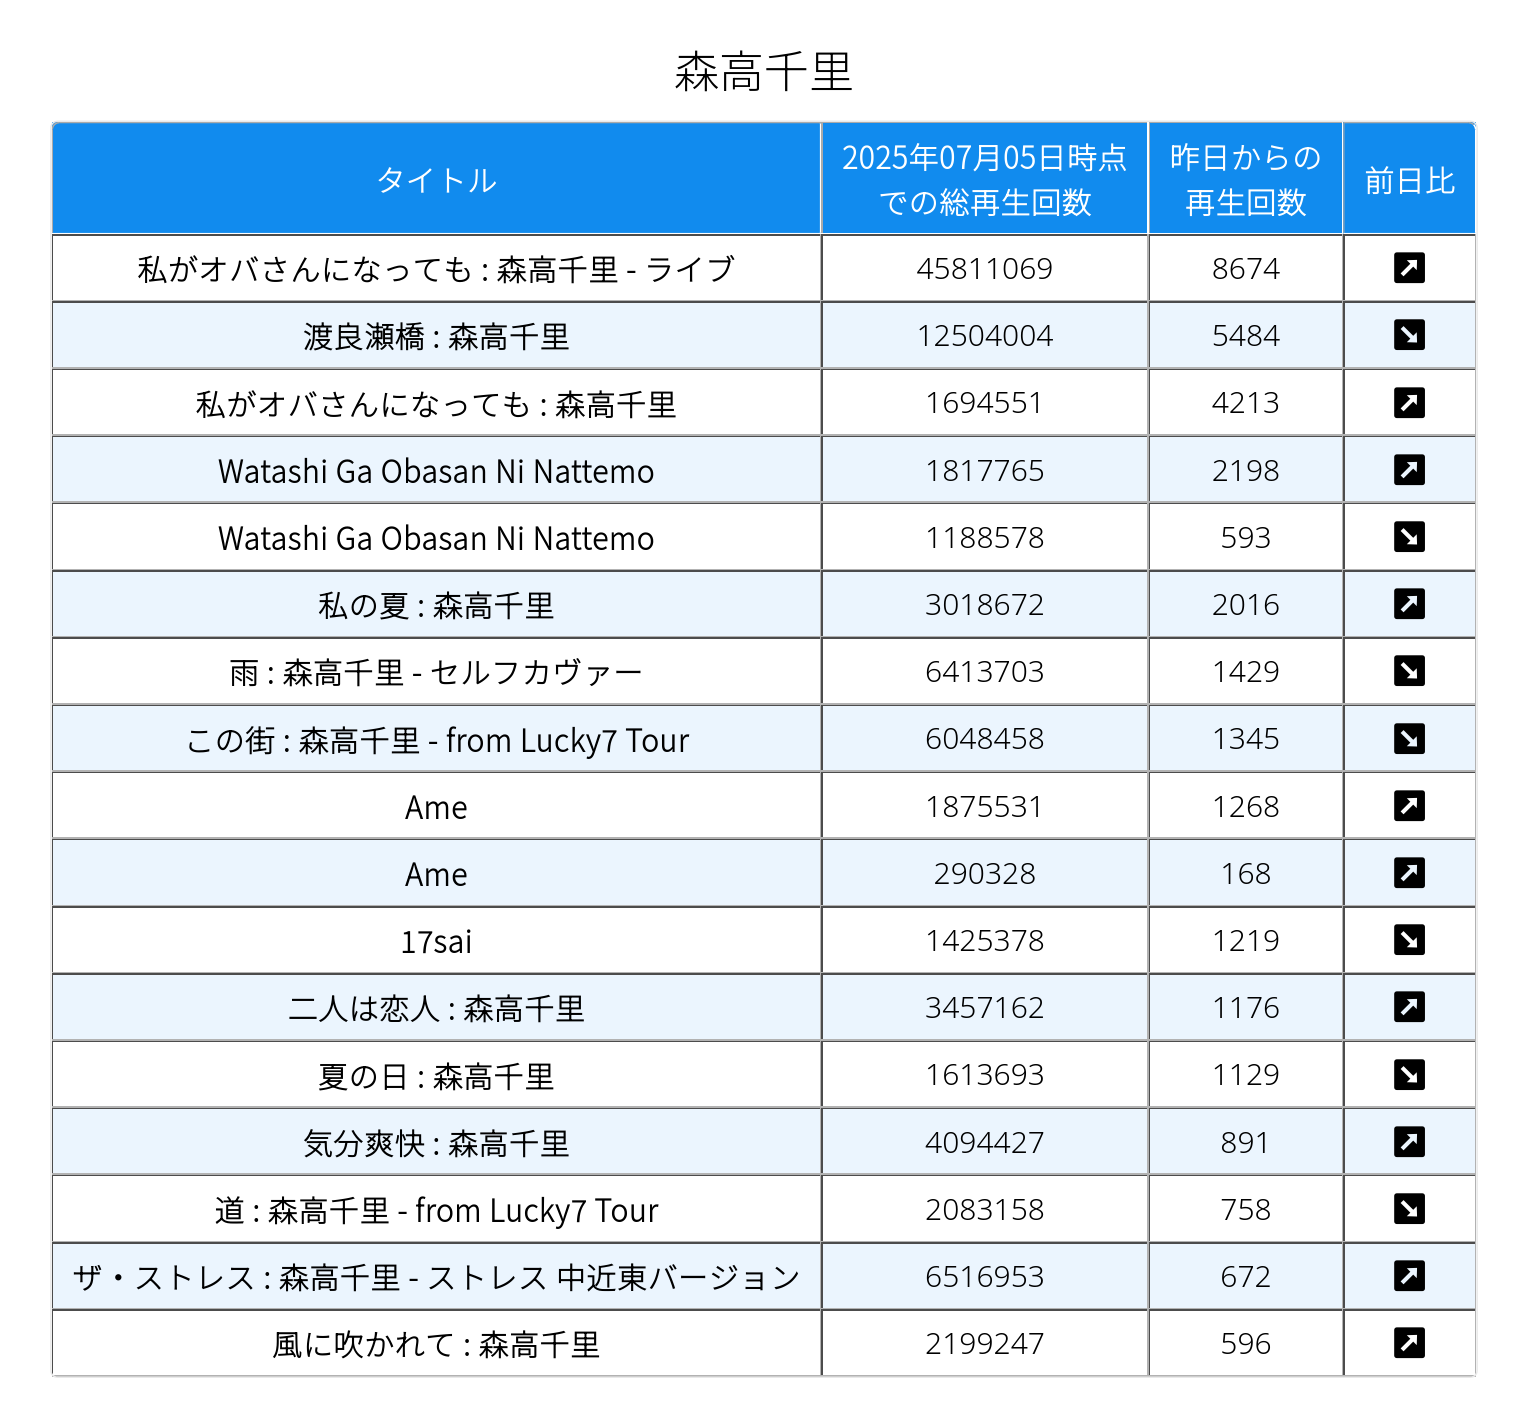 森高千里
タイトル 2025年07月05日時点での総再生回数 昨日からの再生回数 前日比
私がオバさんになっても : 森高千里 - ライブ 45811069 8674 ↗
渡良瀬橋 : 森高千里 12504004 5484 ↘
私がオバさんになっても : 森高千里 1694551 4213 ↗
Watashi Ga Obasan Ni Nattemo 1817765 2198 ↗
Watashi Ga Obasan Ni Nattemo 1188578 593 ↘
私の夏 : 森高千里 3018672 2016 ↗
雨 : 森高千里 - セルフカヴァー 6413703 1429 ↘
この街 : 森高千里 - from Lucky7 Tour 6048458 1345 ↘
Ame 1875531 1268 ↗
Ame 290328 168 ↗
17sai 1425378 1219 ↘
二人は恋人 : 森高千里 3457162 1176 ↗
夏の日 : 森高千里 1613693 1129 ↘
気分爽快 : 森高千里 4094427 891 ↗
道 : 森高千里 - from Lucky7 Tour 2083158 758 ↘
ザ・ストレス : 森高千里 - ストレス 中近東バージョン 6516953 672 ↗
風に吹かれて : 森高千里 2199247 596 ↗